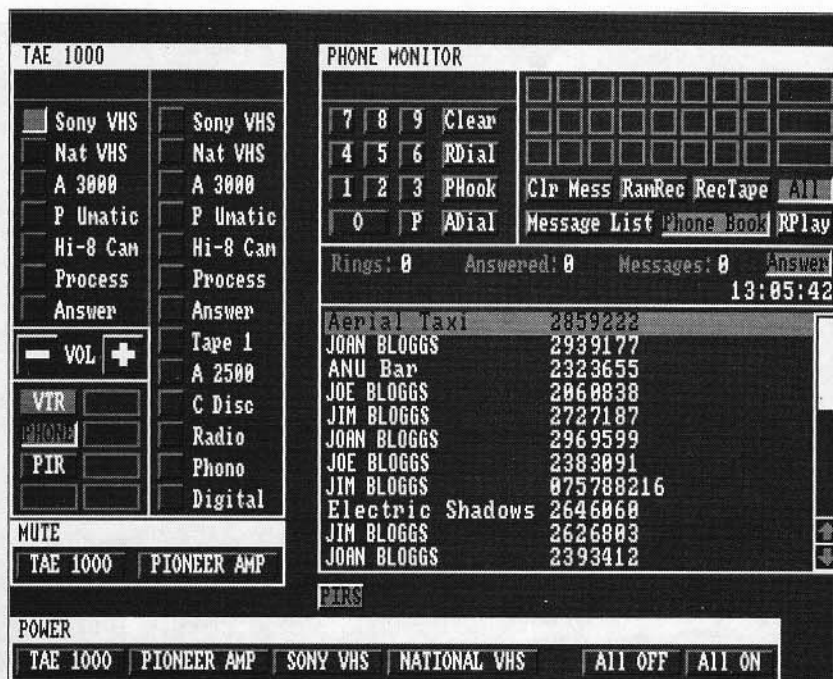 TAE 1000
Sony VHS
Nat VHS
A 3000
P Umatic
Hi-8 Cam
Process
Answer
VOL
VTR
PHONE
PIR
Sony VHS
Nat VHS
A 3000
P Umatic
Hi-8 Cam
Process
Answer
Tape 1
A 2500
C Disc
Radio
Phono
Digital
MUTE
TAE 1000 PIONEER AMP
PHONE MONITOR
7 8 9 Clear
4 5 6 RDial
1 2 3 PHook
0 P ADial
Clr Mess RamRec RecTape All
Message List Phone Book RPlay
Rings: 0 Answered: 0 Messages: 0 Answer
13:05:42
Aerial Taxi 2859222
JOAN BLOGGS 2939177
ANU Bar 2323655
JOE BLOGGS 2060838
JIM BLOGGS 2727187
JOAN BLOGGS 2969599
JOE BLOGGS 2383091
JIM BLOGGS 075788216
Electric Shadows 2646060
JIM BLOGGS 2626803
JOAN BLOGGS 2393412
PIRS
POWER
TAE 1000 PIONEER AMP SONY VHS NATIONAL VHS All OFF All ON